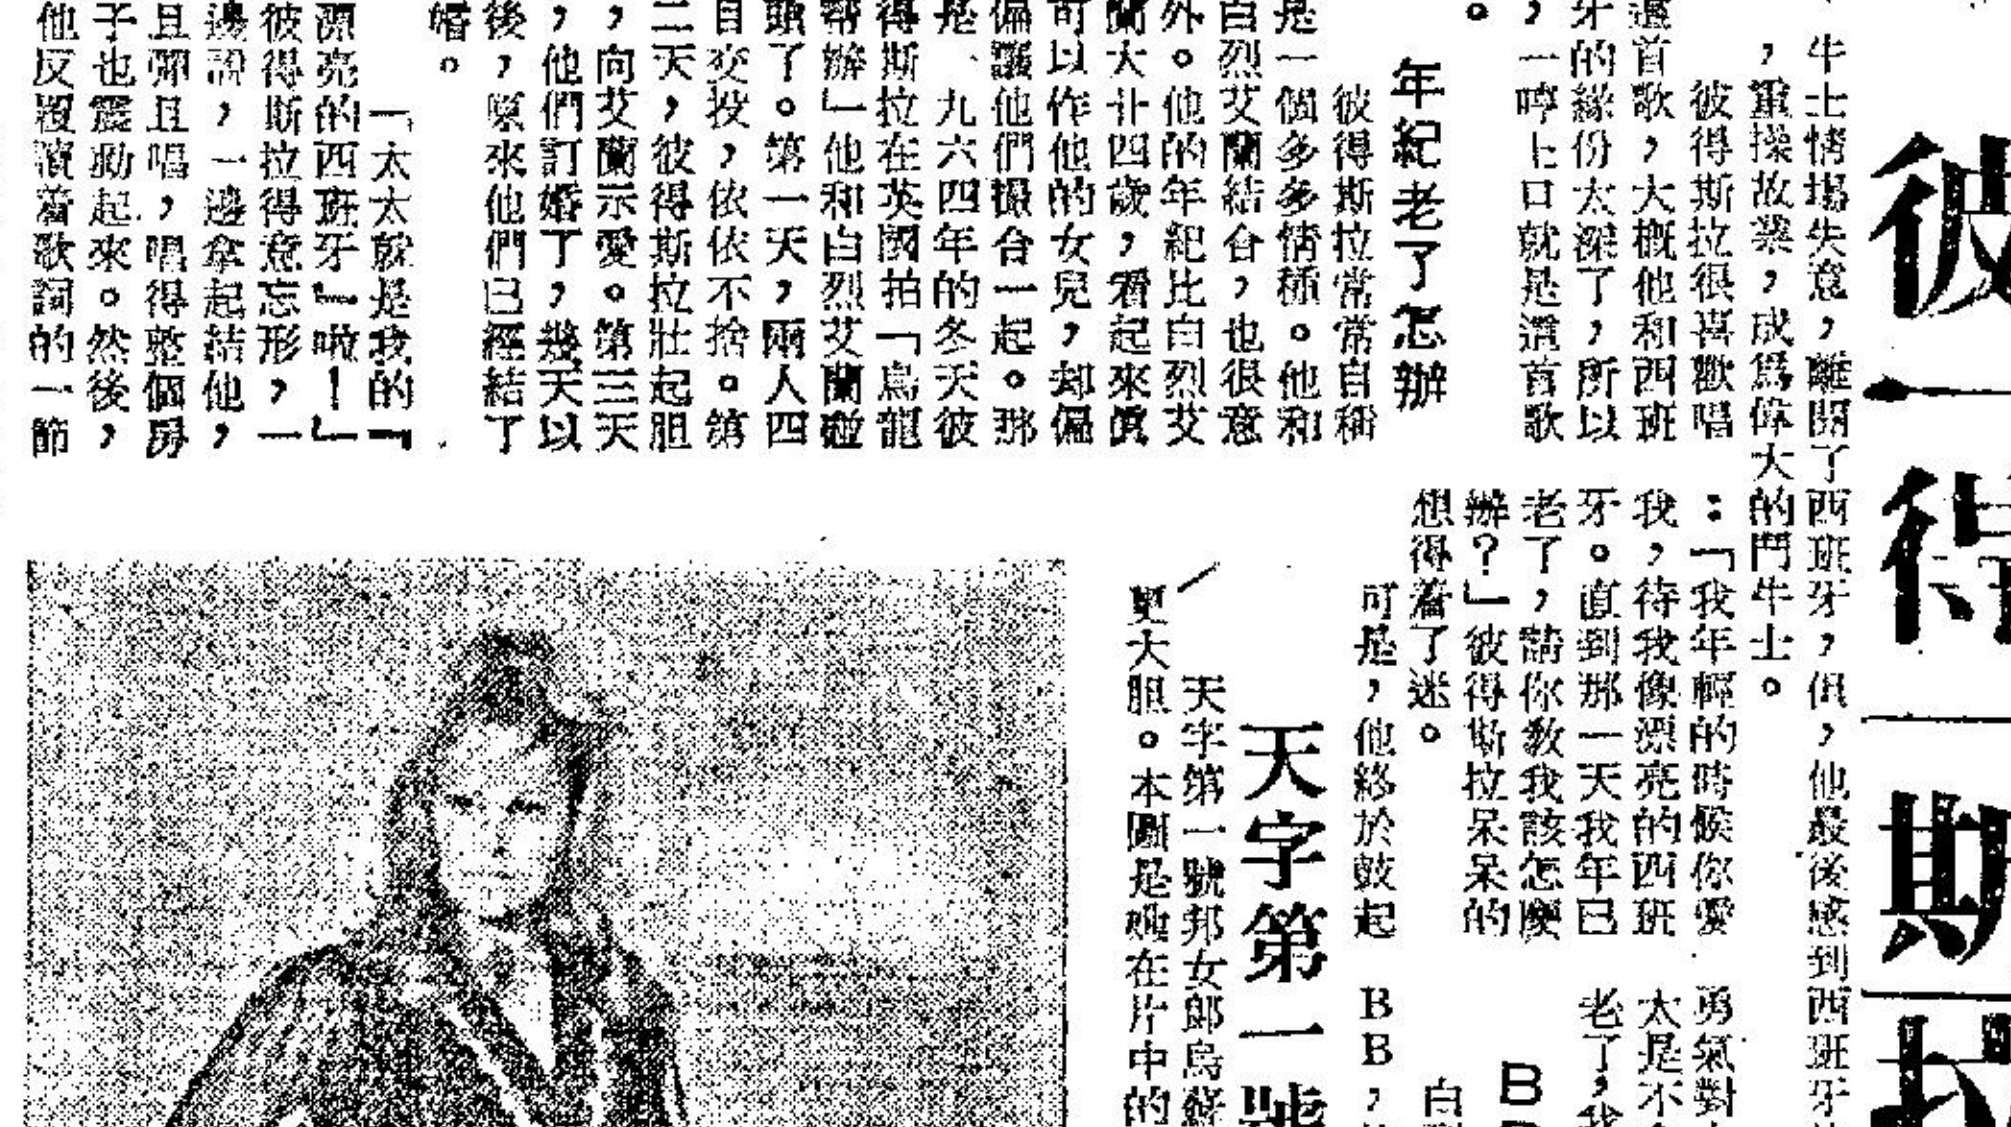 彼得斯
、牛士情場失意，離開了西班牙，但，他最後感到西班牙
，重操故業，成爲偉大的鬥牛士。
彼得斯拉很喜歡唱
這首歌，大概他和西班
牙的緣份太深了，所以
，一哼上口就是這首歌
。
：「我年輕的時候你愛
我，待我像漂亮的西班
牙。直到那一天我年已
老了，請你教我該怎麼
辦？」彼得斯拉呆呆的
想得着了迷。
可是，他終於鼓起
勇氣對
太是不
老了，我
BB，
B
白
年紀老了怎辦
彼得斯拉常常自稱
是一個多多情種。他和
白烈艾蘭結合，也很意
外。他的年紀比白烈艾
蘭大廿四歲，看起來眞
可以作他的女兒，却偏
偏讓他們撮合一起。那
是、九六四年的冬天彼
得斯拉在英國拍「烏龍
幫辦」他和白烈艾蘭碰
頭了。第一天，兩人四
目交投，依依不捨。第
二天，彼得斯拉壯起胆
，向艾蘭示愛。第三天
，他們訂婚了，幾天以
後，原來他們已經結了
婚。
「太太就是我的『
漂亮的西班牙』啦！」
彼得斯拉得意忘形，一
邊說，一邊拿起結他，
且彈且唱，唱得整個房
子也震動起來。然後，
他反覆讀着歌詞的一節
天字第一號
天字第一號邦女郎烏蘇
更大胆。本圖是她在片中的